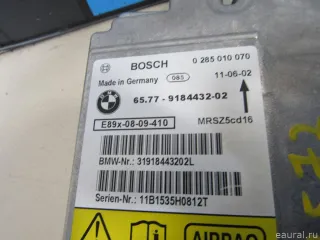 BOSCH 0 285 010 070
Made in Germany 083 11-06-02
65.77 - 9184432-02
E89x-08-09-410 MRSZ5cd16
BMW-Nr.: 31918443202L
Serien-Nr.: 11B1535H0812T
AIRBAG
eaural.ru